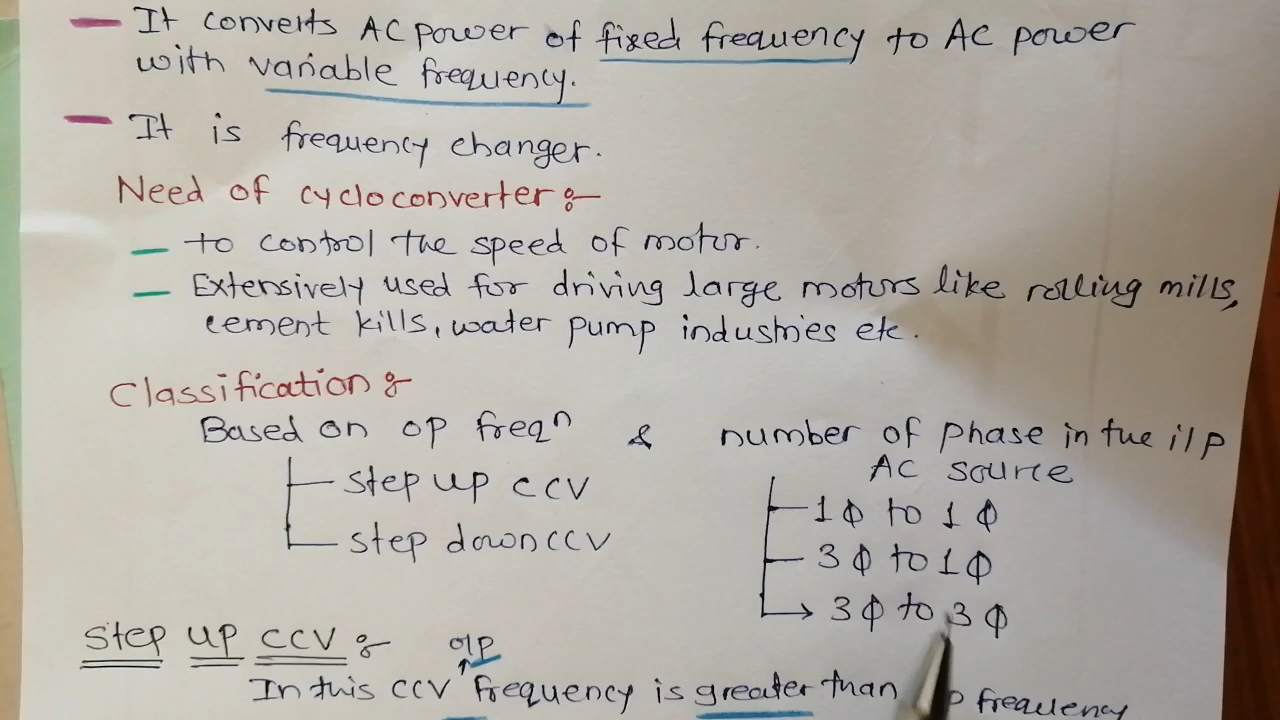 It converts AC power of fixed frequency to AC power
with variable frequency.
It is frequency changer.
Need of cycloconverter :-
to control the speed of motor.
Extensively used for driving large motors like rolling mills,
cement kills, water pump industries etc.
Classification :-
Based on op freqn & number of phase in the i/p
AC source
step up CCV
step down CCV
1Φ to 1Φ
3Φ to 1Φ
3Φ to 3Φ
Step up CCV :-
o/p
In this CCV frequency is greater than frequency